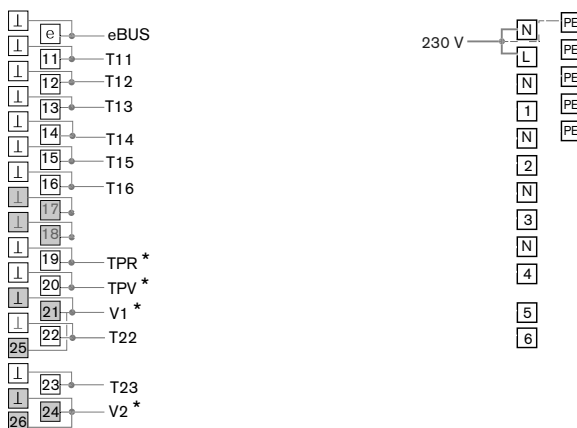 ⊥
e eBUS
⊥
11 T11
⊥
12 T12
⊥
13 T13
⊥
14 T14
⊥
15 T15
⊥
16 T16
⊥
17
⊥
18
⊥
19 TPR *
⊥
20 TPV *
⊥
21 V1 *
⊥
22 T22
25
⊥
23 T23
⊥
24 V2 *
26
230 V
N PE
L PE
N PE
1 PE
N PE
2
N
3
N
4
5
6